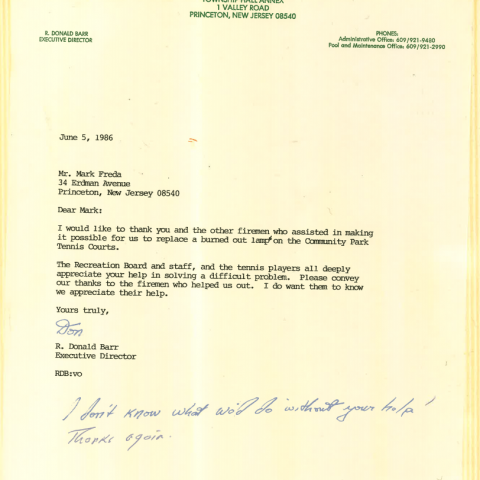 TOWNSHIP HALL ANNEX
1 VALLEY ROAD
PRINCETON, NEW JERSEY 08540
R. DONALD BARR
EXECUTIVE DIRECTOR
PHONES:
Administrative Office: 609/921-9480
Pool and Maintenance Office: 609/921-2990
June 5, 1986
Mr. Mark Freda
34 Erdman Avenue
Princeton, New Jersey 08540
Dear Mark:
I would like to thank you and the other firemen who assisted in making
it possible for us to replace a burned out lamp on the Community Park
Tennis Courts.
The Recreation Board and staff, and the tennis players all deeply
appreciate your help in solving a difficult problem. Please convey
our thanks to the firemen who helped us out. I do want them to know
we appreciate their help.
Yours truly,
Don
R. Donald Barr
Executive Director
RDB:vo
I don't know what we'd do without your help!
Thanks again.